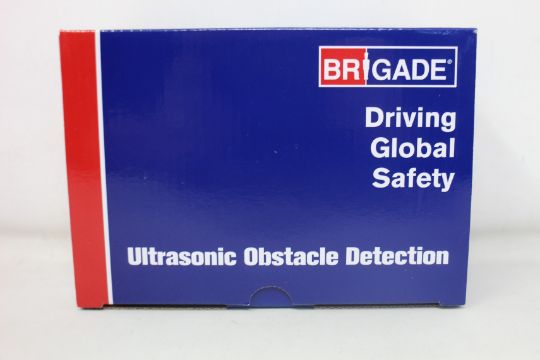 BRIGADE®
Driving
Global
Safety
Ultrasonic Obstacle Detection